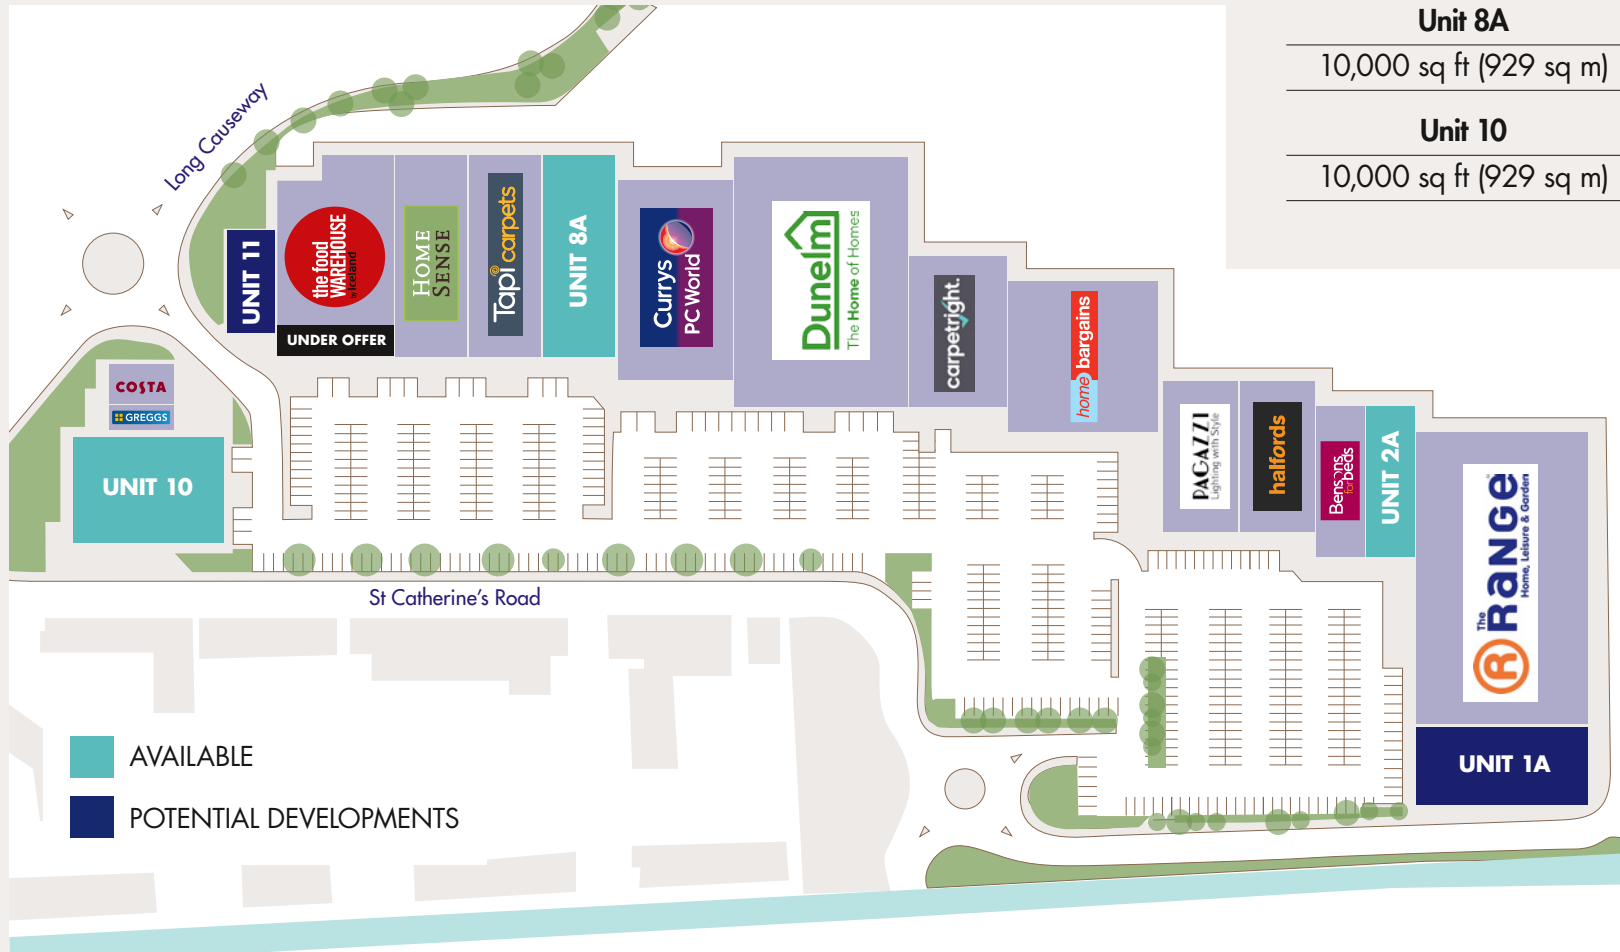 Unit 8A
10,000 sq ft (929 sq m)
Unit 10
10,000 sq ft (929 sq m)
Long Causeway
UNIT 11
the food
WAREHOUSE
by Iceland
UNDER OFFER
HOME
SENSE
Tapi carpets
UNIT 8A
Currys
PC World
Dunelm
The Home of Homes
carpetright.
home bargains
PAGAZZI
Lighting with Style
halfords
Bensons
for beds
UNIT 2A
The
RANGE
Home, Leisure & Garden
R
UNIT 1A
COSTA
GREGGS
UNIT 10
St Catherine's Road
AVAILABLE
POTENTIAL DEVELOPMENTS